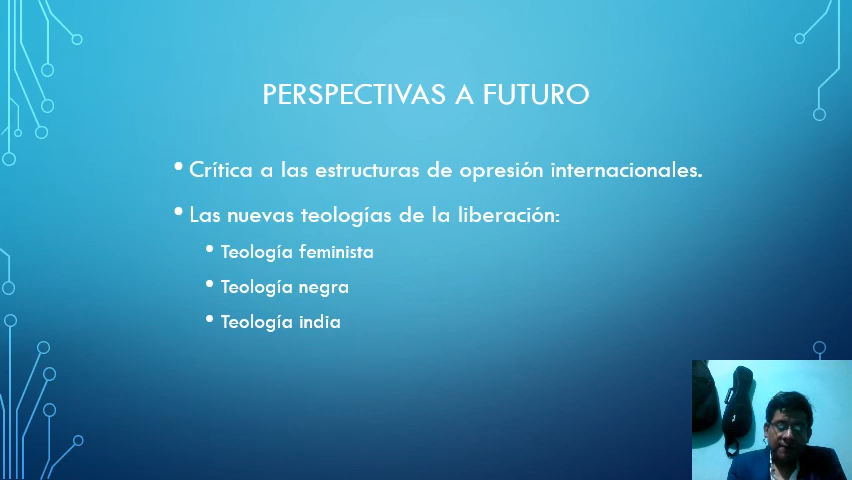 PERSPECTIVAS A FUTURO
• Crítica a las estructuras de opresión internacionales.
• Las nuevas teologías de la liberación:
• Teología feminista
• Teología negra
• Teología india